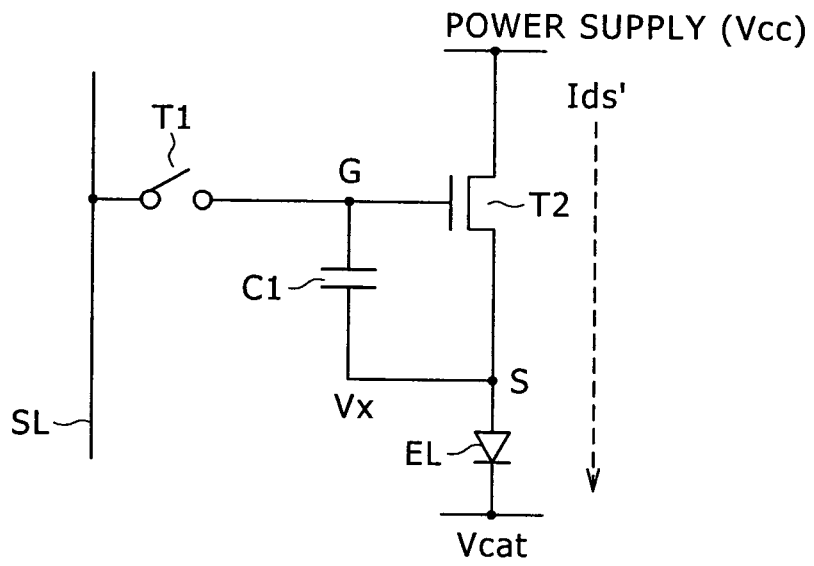 POWER SUPPLY (Vcc)
Ids'
T1
G
T2
C1
S
Vx
SL
EL
Vcat